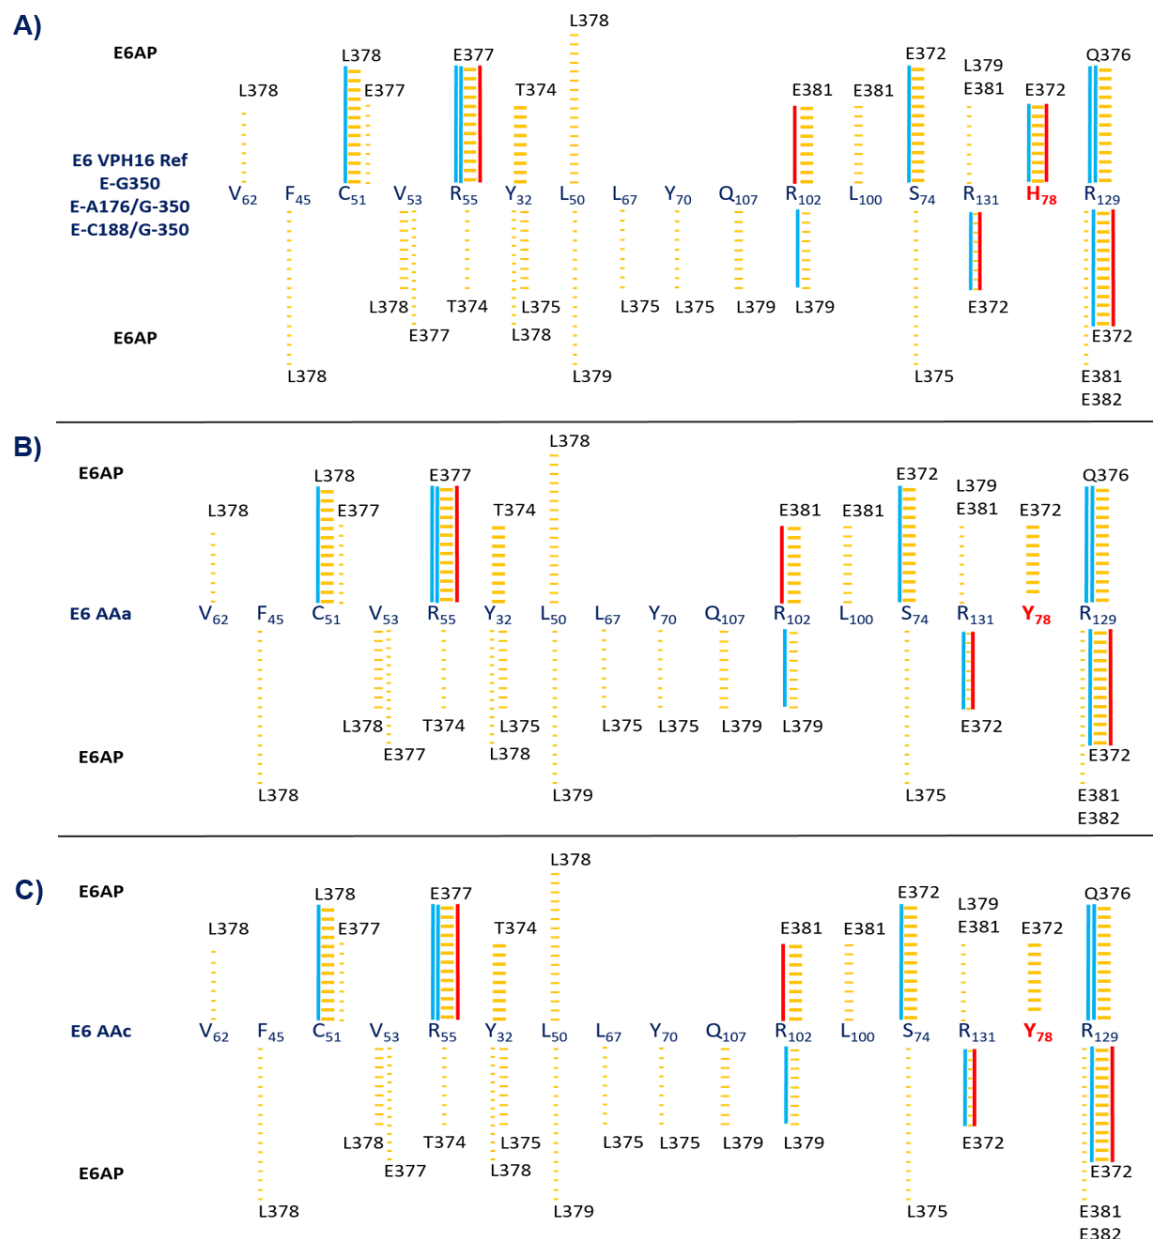 A)
L378
E6AP
L378
E377
E372
Q376
L379
L378
E377
T374
E381
E381
E381
E372
E6 VPH16 Ref
E-G350
E-A176/G-350
E-C188/G-350
V62 F45 C51 V53 R55 Y32 L50 L67 Y70 Q107 R102 L100 S74 R131 H78 R129
L378 T374 L375 L375 L375 L379 L379 E372
E6AP
E377 L378 E372
L378 L379 L375 E381
E382
B)
L378
E6AP
L378 E377 E372 Q376
L379
L378 E377 T374 E381 E381 E381 E372
E6 AAa V62 F45 C51 V53 R55 Y32 L50 L67 Y70 Q107 R102 L100 S74 R131 Y78 R129
L378 T374 L375 L375 L375 L379 L379 E372
E6AP E377 L378 E372
L378 L379 L375 E381
E382
C)
L378
E6AP L378 E377 E372 Q376
L379
L378 E377 T374 E381 E381 E381 E372
E6 AAc V62 F45 C51 V53 R55 Y32 L50 L67 Y70 Q107 R102 L100 S74 R131 Y78 R129
L378 T374 L375 L375 L375 L379 L379 E372
E6AP E377 L378 E372
L378 L379 L375 E381
E382